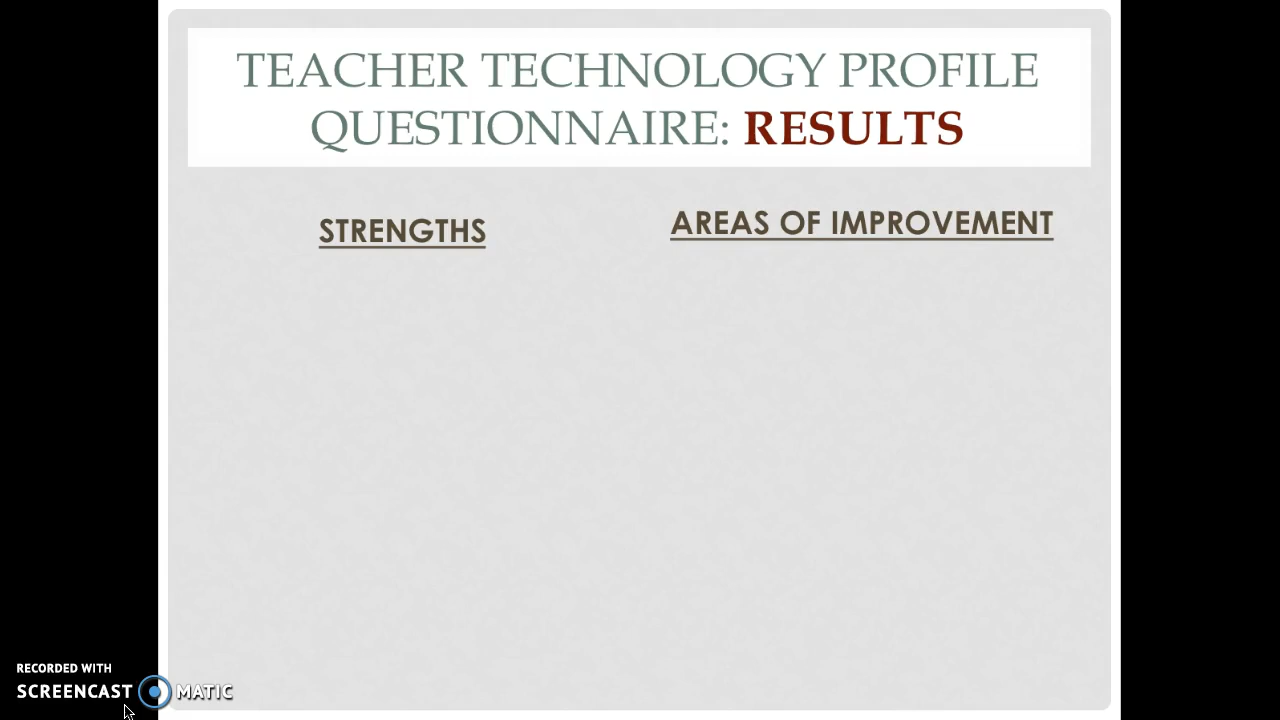 TEACHER TECHNOLOGY PROFILE
QUESTIONNAIRE: RESULTS
STRENGTHS
AREAS OF IMPROVEMENT
RECORDED WITH
SCREENCAST MATIC